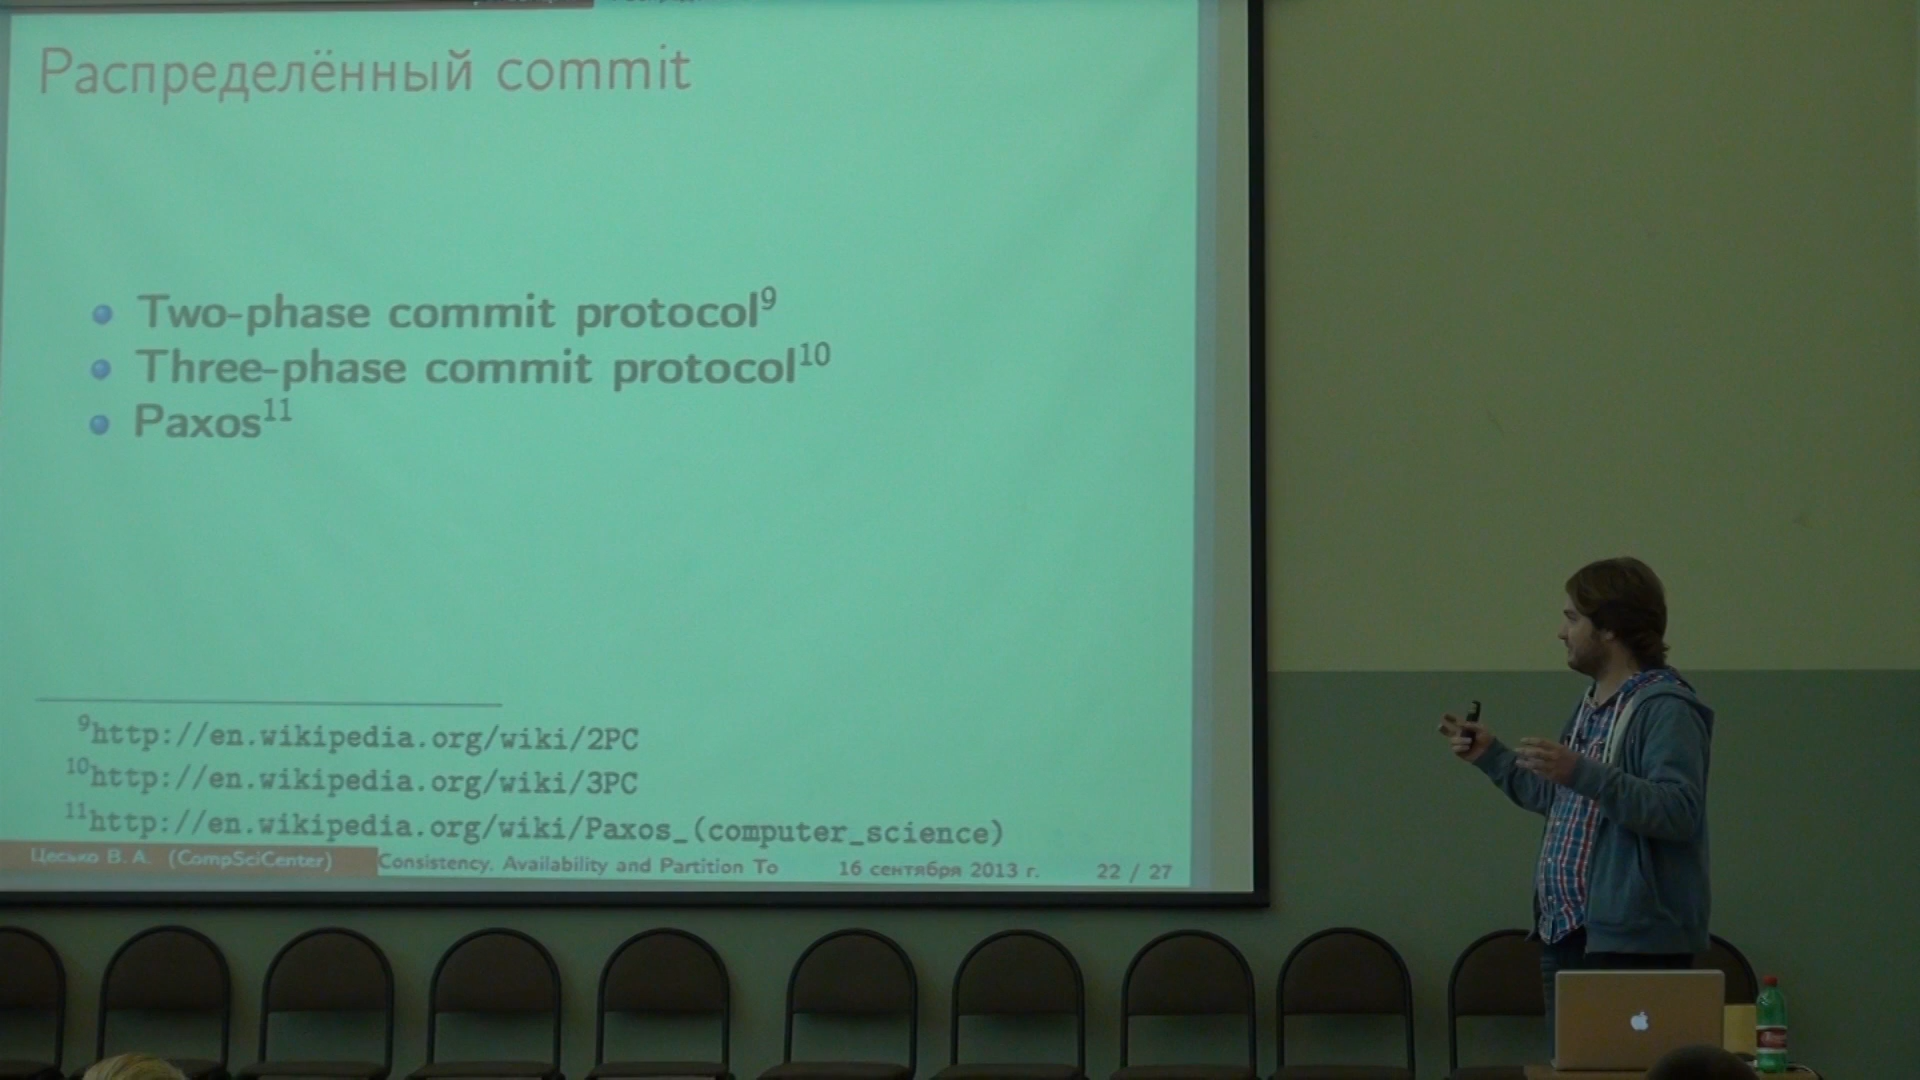 Распределённый commit
Two-phase commit protocol⁹
Three-phase commit protocol¹⁰
Paxos¹¹
⁹http://en.wikipedia.org/wiki/2PC
¹⁰http://en.wikipedia.org/wiki/3PC
¹¹http://en.wikipedia.org/wiki/Paxos_(computer_science)
Цесько В. А. (CompSciCenter) Consistency, Availability and Partition To 16 сентября 2013 г. 22 / 27